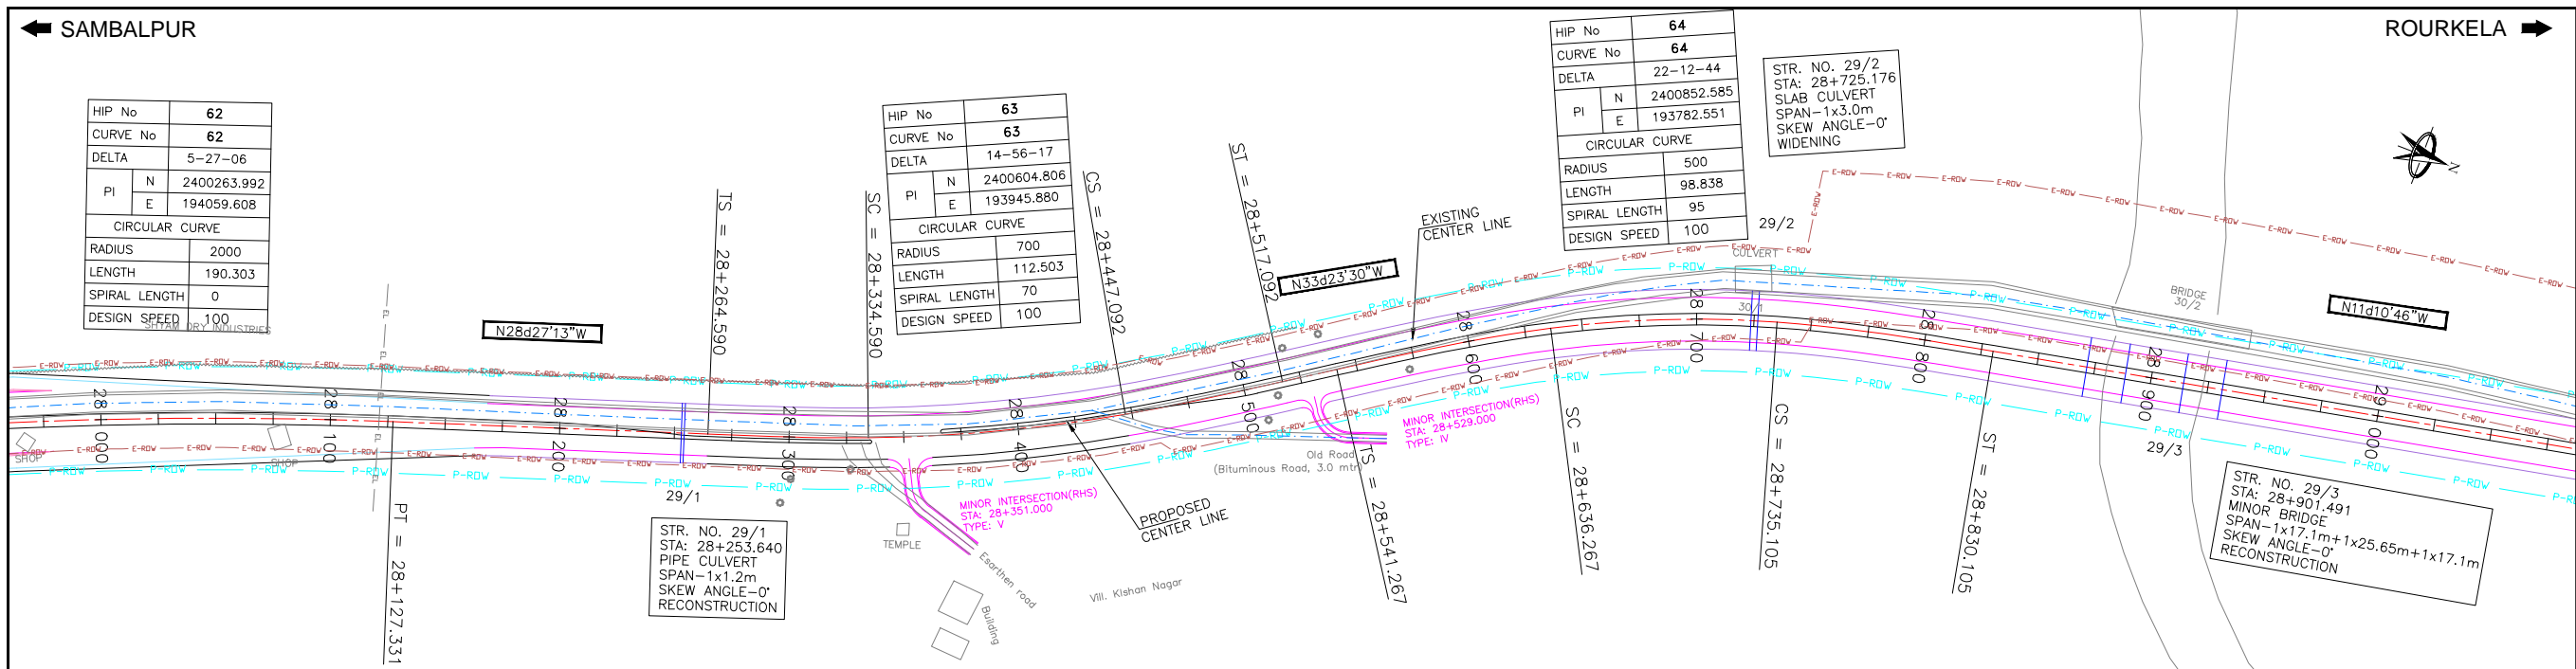 SAMBALPUR
ROURKELA
HIP No 62
CURVE No 62
DELTA 5-27-06
PI N 2400263.992
E 194059.608
CIRCULAR CURVE
RADIUS 2000
LENGTH 190.303
SPIRAL LENGTH 0
DESIGN SPEED 100
SHYAM DRY INDUSTRIES
HIP No 63
CURVE No 63
DELTA 14-56-17
PI N 2400604.806
E 193945.880
CIRCULAR CURVE
RADIUS 700
LENGTH 112.503
SPIRAL LENGTH 70
DESIGN SPEED 100
HIP No 64
CURVE No 64
DELTA 22-12-44
PI N 2400852.585
E 193782.551
CIRCULAR CURVE
RADIUS 500
LENGTH 98.838
SPIRAL LENGTH 95
DESIGN SPEED 100
STR. NO. 29/2
STA: 28+725.176
SLAB CULVERT
SPAN-1x3.0m
SKEW ANGLE-0°
WIDENING
29/2
N
N28d27'13"W
N33d23'30"W
N11d10'46"W
TS = 28+264.590
SC = 28+334.590
CS = 28+447.092
ST = 28+517.092
EXISTING
CENTER LINE
CULVERT
30/1
BRIDGE
30/2
E-ROW
P-ROW
EL
28 000
28 100
28 200
28 300
28 400
28 500
28 600
28 700
28 800
28 900
29 000
SHOP
SHOP
PT = 28+127.331
29/1
STR. NO. 29/1
STA: 28+253.640
PIPE CULVERT
SPAN-1x1.2m
SKEW ANGLE-0°
RECONSTRUCTION
TEMPLE
MINOR INTERSECTION(RHS)
STA: 28+351.000
TYPE: V
Esarthen road
Building
Vill. Kishan Nagar
PROPOSED
CENTER LINE
Old Road
(Bituminous Road, 3.0 mtr)
MINOR INTERSECTION(RHS)
STA: 28+529.000
TYPE: IV
TS = 28+541.267
SC = 28+636.267
CS = 28+735.105
ST = 28+830.105
29/3
STR. NO. 29/3
STA: 28+901.491
MINOR BRIDGE
SPAN-1x17.1m+1x25.65m+1x17.1m
SKEW ANGLE-0°
RECONSTRUCTION